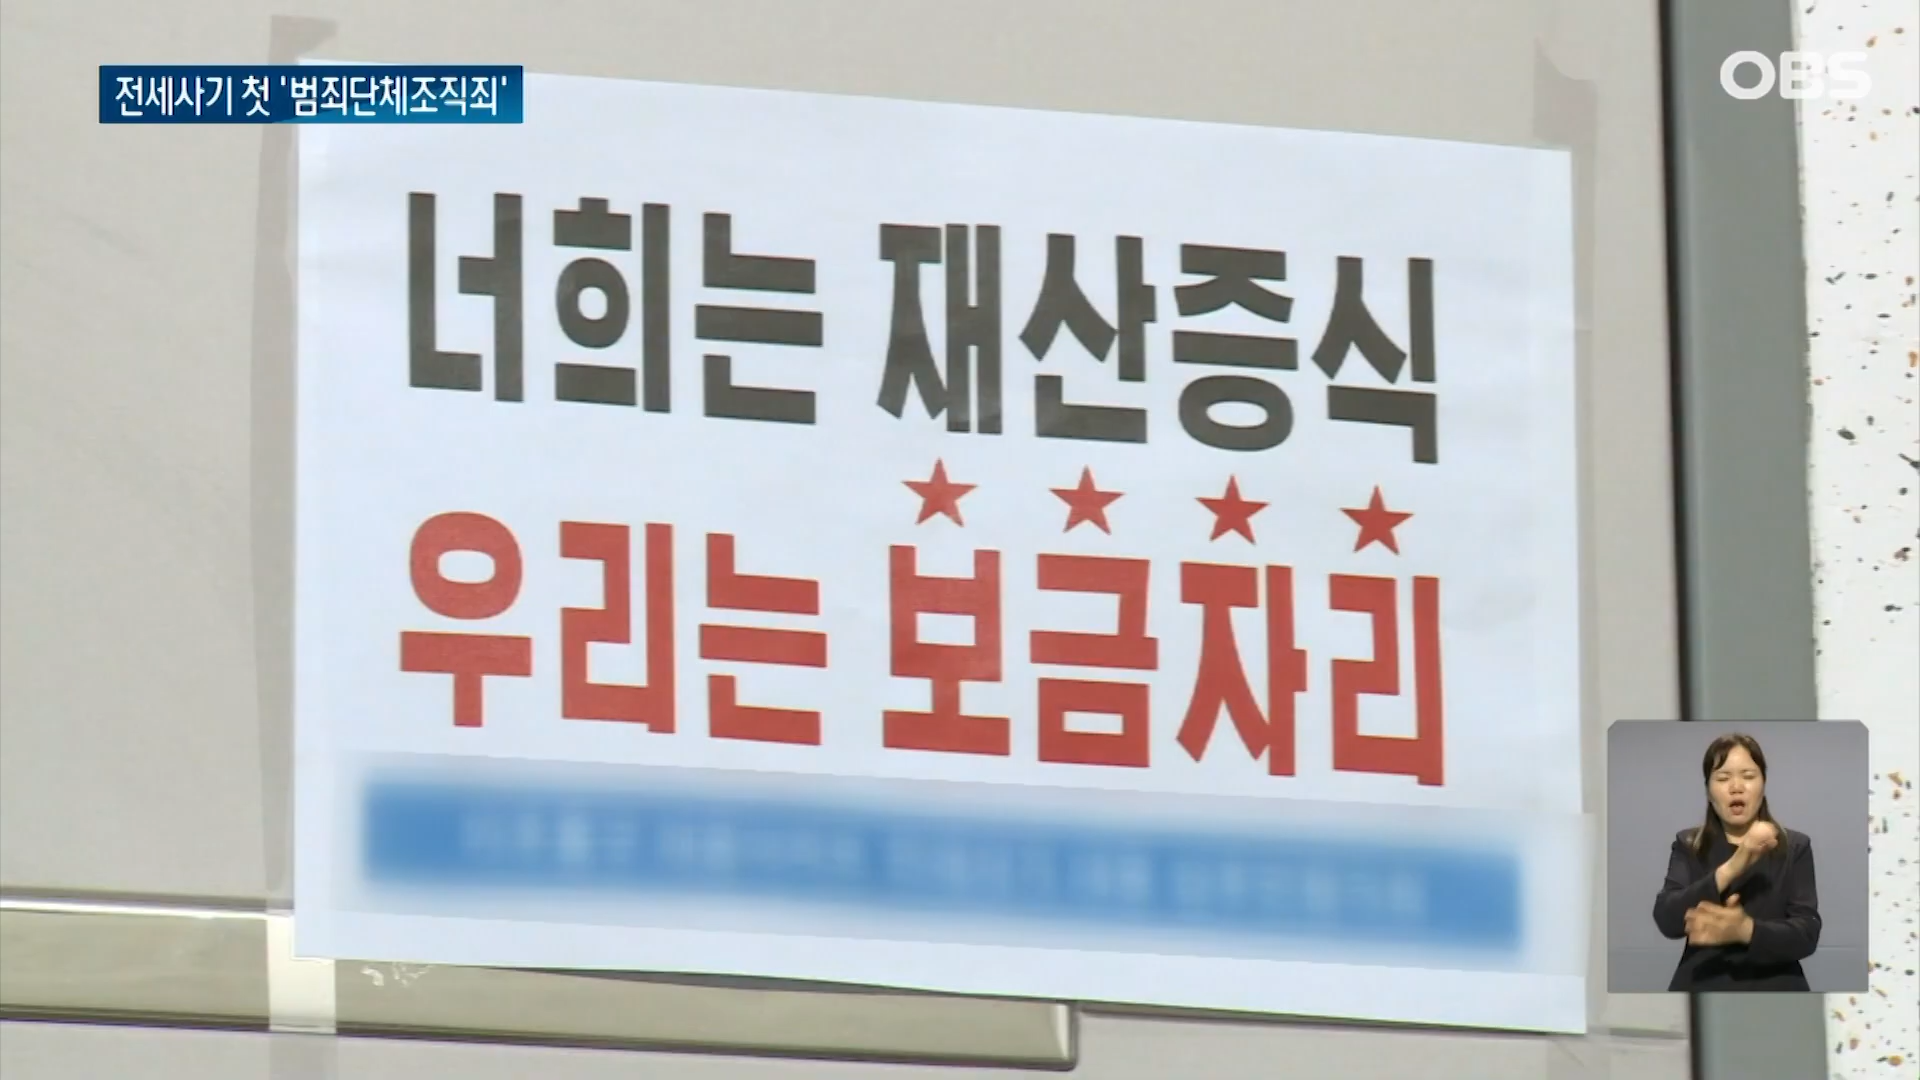 전세사기 첫 '범죄단체조직죄'
OBS
너희는 재산증식
★ ★ ★ ★
우리는 보금자리